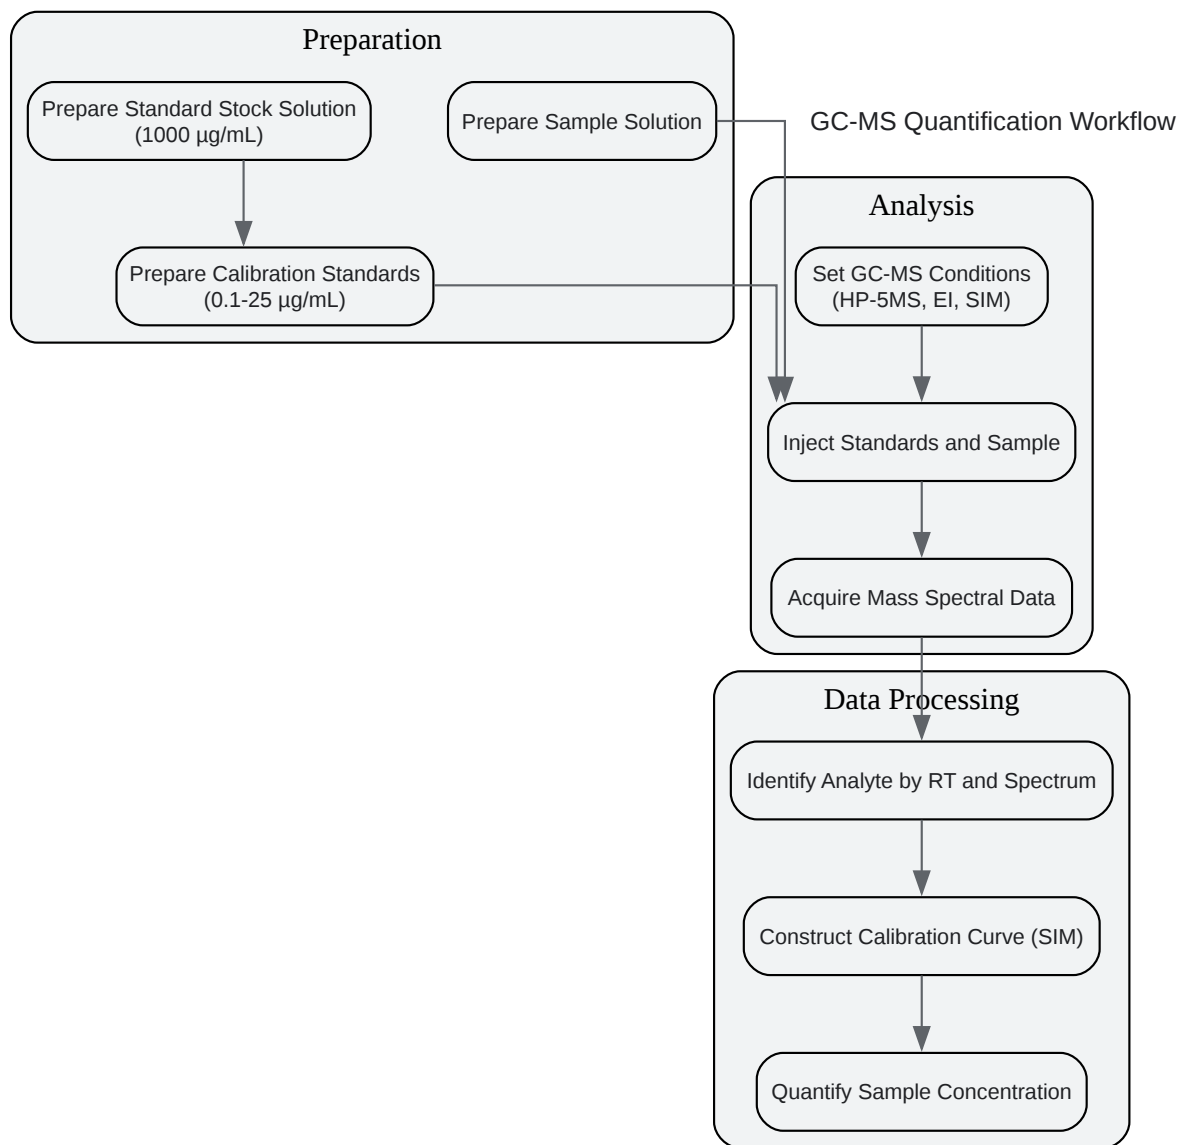 Preparation
Prepare Standard Stock Solution
(1000 µg/mL)
Prepare Sample Solution
GC-MS Quantification Workflow
Prepare Calibration Standards
(0.1-25 µg/mL)
Analysis
Set GC-MS Conditions
(HP-5MS, EI, SIM)
Inject Standards and Sample
Acquire Mass Spectral Data
Data Processing
Identify Analyte by RT and Spectrum
Construct Calibration Curve (SIM)
Quantify Sample Concentration